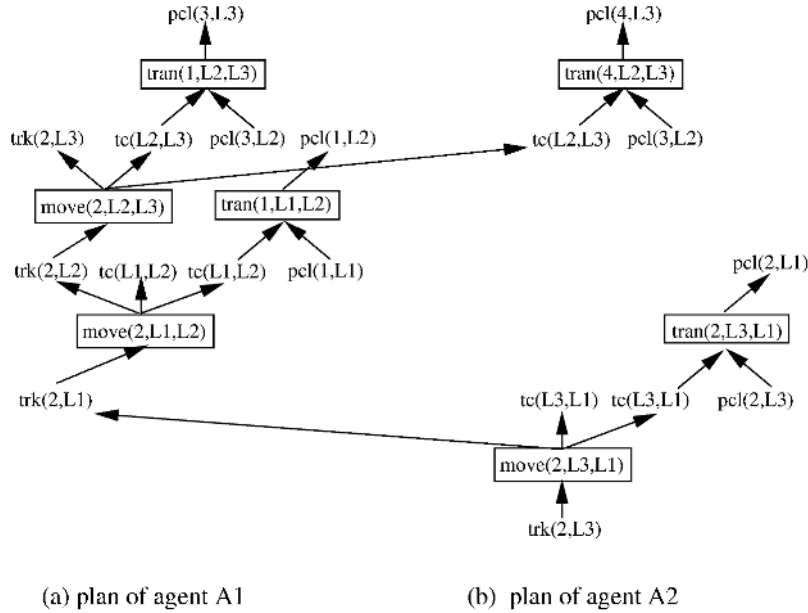 pcl(3,L3) pcl(4,L3)
tran(1,L2,L3) tran(4,L2,L3)
trk(2,L3) tc(L2,L3) pcl(3,L2) pcl(1,L2) tc(L2,L3) pcl(3,L2)
move(2,L2,L3) tran(1,L1,L2)
trk(2,L2) tc(L1,L2) tc(L1,L2) pcl(1,L1) pcl(2,L1)
move(2,L1,L2) tran(2,L3,L1)
trk(2,L1) tc(L3,L1) tc(L3,L1) pcl(2,L3)
move(2,L3,L1)
trk(2,L3)
(a) plan of agent A1 (b) plan of agent A2